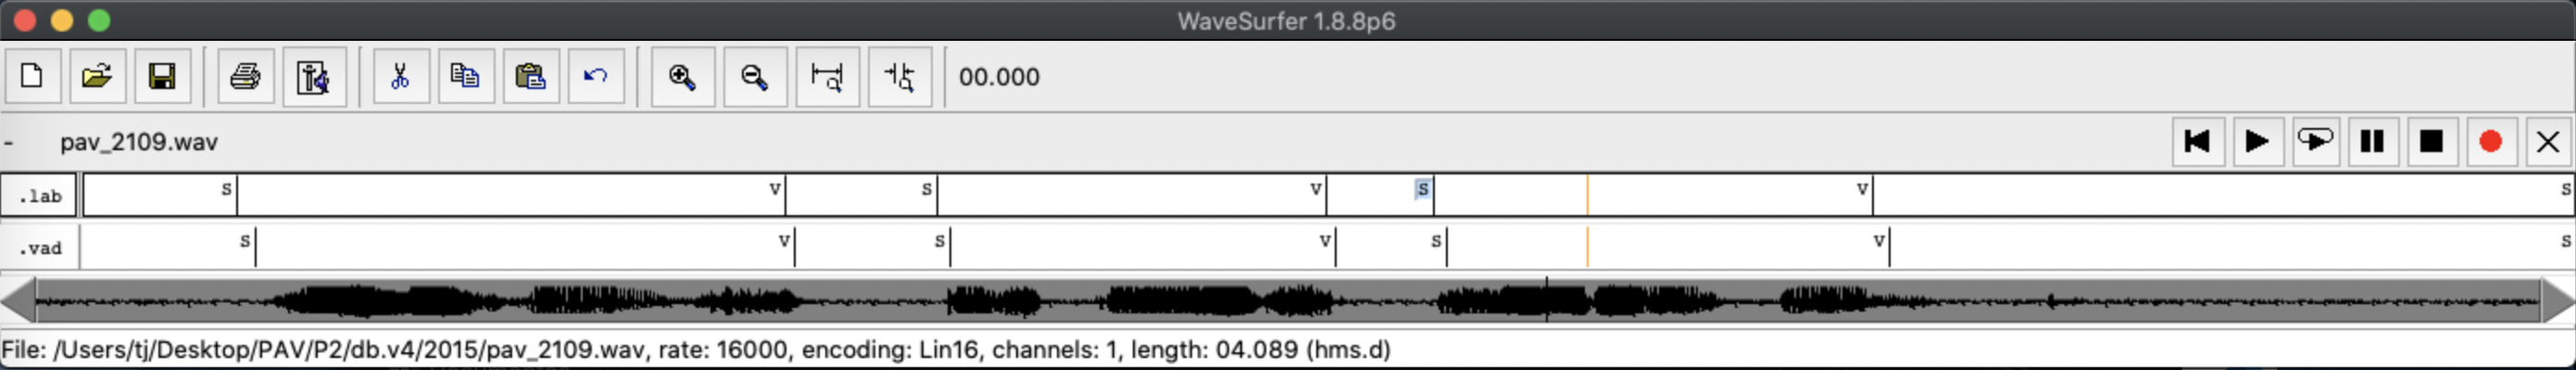 WaveSurfer 1.8.8p6
00.000
- pav_2109.wav
.lab s v s v s v s
.vad s v s v s v s
File: /Users/tj/Desktop/PAV/P2/db.v4/2015/pav_2109.wav, rate: 16000, encoding: Lin16, channels: 1, length: 04.089 (hms.d)